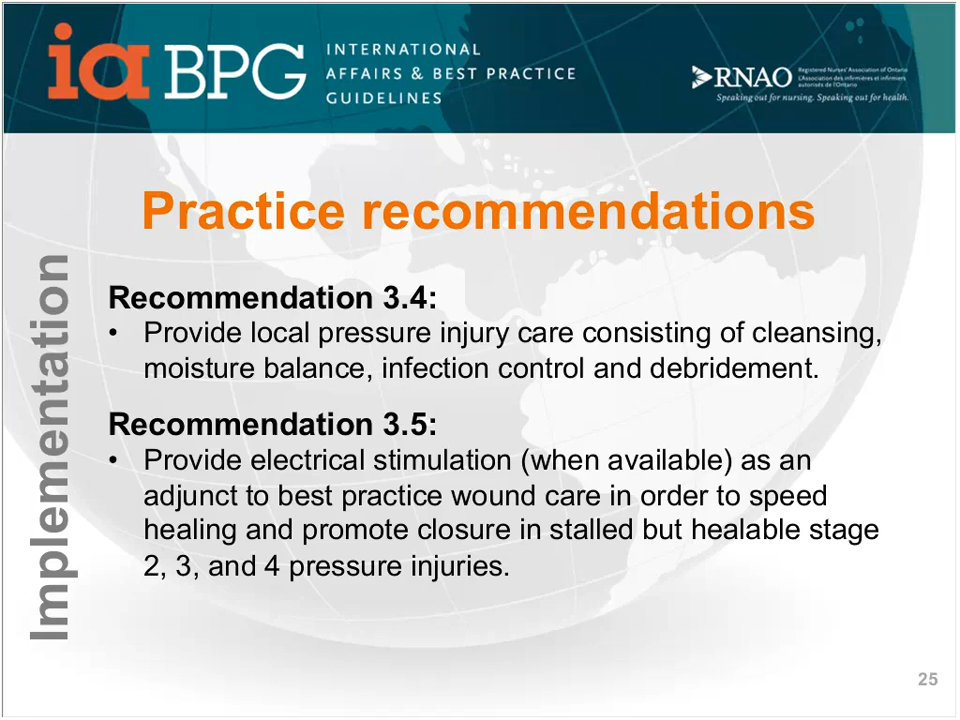 ia BPG
INTERNATIONAL
AFFAIRS & BEST PRACTICE
GUIDELINES
RNAO
Registered Nurses' Association of Ontario
L'Association des infirmières et infirmiers
autorisés de l'Ontario
Speaking out for nursing. Speaking out for health.
Practice recommendations
Implementation
Recommendation 3.4:
• Provide local pressure injury care consisting of cleansing,
moisture balance, infection control and debridement.
Recommendation 3.5:
• Provide electrical stimulation (when available) as an
adjunct to best practice wound care in order to speed
healing and promote closure in stalled but healable stage
2, 3, and 4 pressure injuries.
25